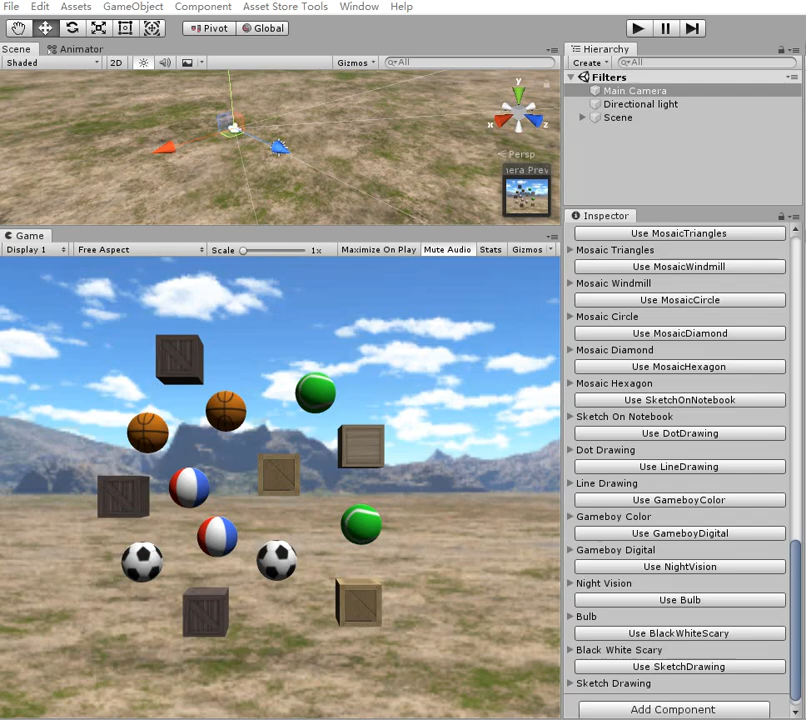 File Edit Assets GameObject Component Asset Store Tools Window Help
Pivot Global
Scene Animator
Shaded 2D Gizmos All
y
x z
Persp
nera Prev
Game
Display 1 Free Aspect Scale 1x Maximize On Play Mute Audio Stats Gizmos
Hierarchy
Create All
Filters
Main Camera
Directional light
Scene
Inspector
Use MosaicTriangles
Mosaic Triangles
Use MosaicWindmill
Mosaic Windmill
Use MosaicCircle
Mosaic Circle
Use MosaicDiamond
Mosaic Diamond
Use MosaicHexagon
Mosaic Hexagon
Use SketchOnNotebook
Sketch On Notebook
Use DotDrawing
Dot Drawing
Use LineDrawing
Line Drawing
Use GameboyColor
Gameboy Color
Use GameboyDigital
Gameboy Digital
Use NightVision
Night Vision
Use Bulb
Bulb
Use BlackWhiteScary
Black White Scary
Use SketchDrawing
Sketch Drawing
Add Component